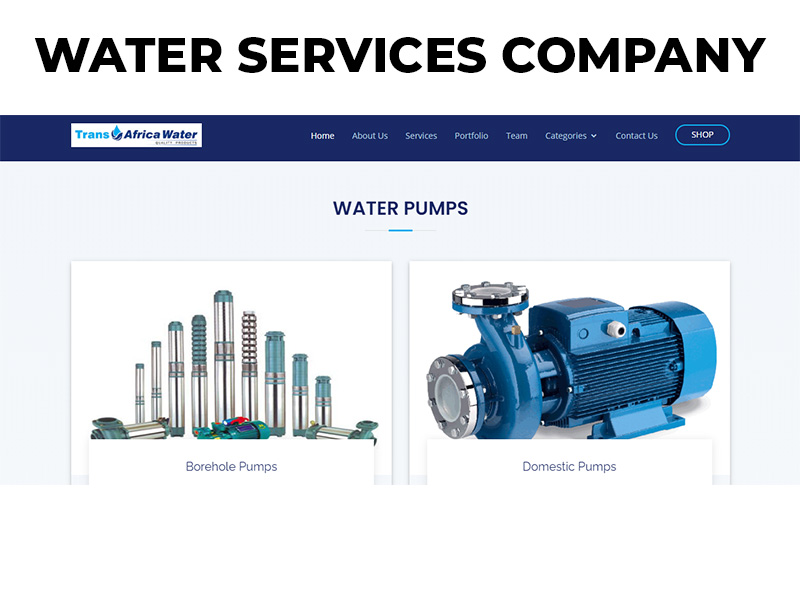 WATER SERVICES COMPANY
Trans Africa Water
QUALITY PRODUCTS
Home About Us Services Portfolio Team Categories Contact Us SHOP
WATER PUMPS
Borehole Pumps Domestic Pumps